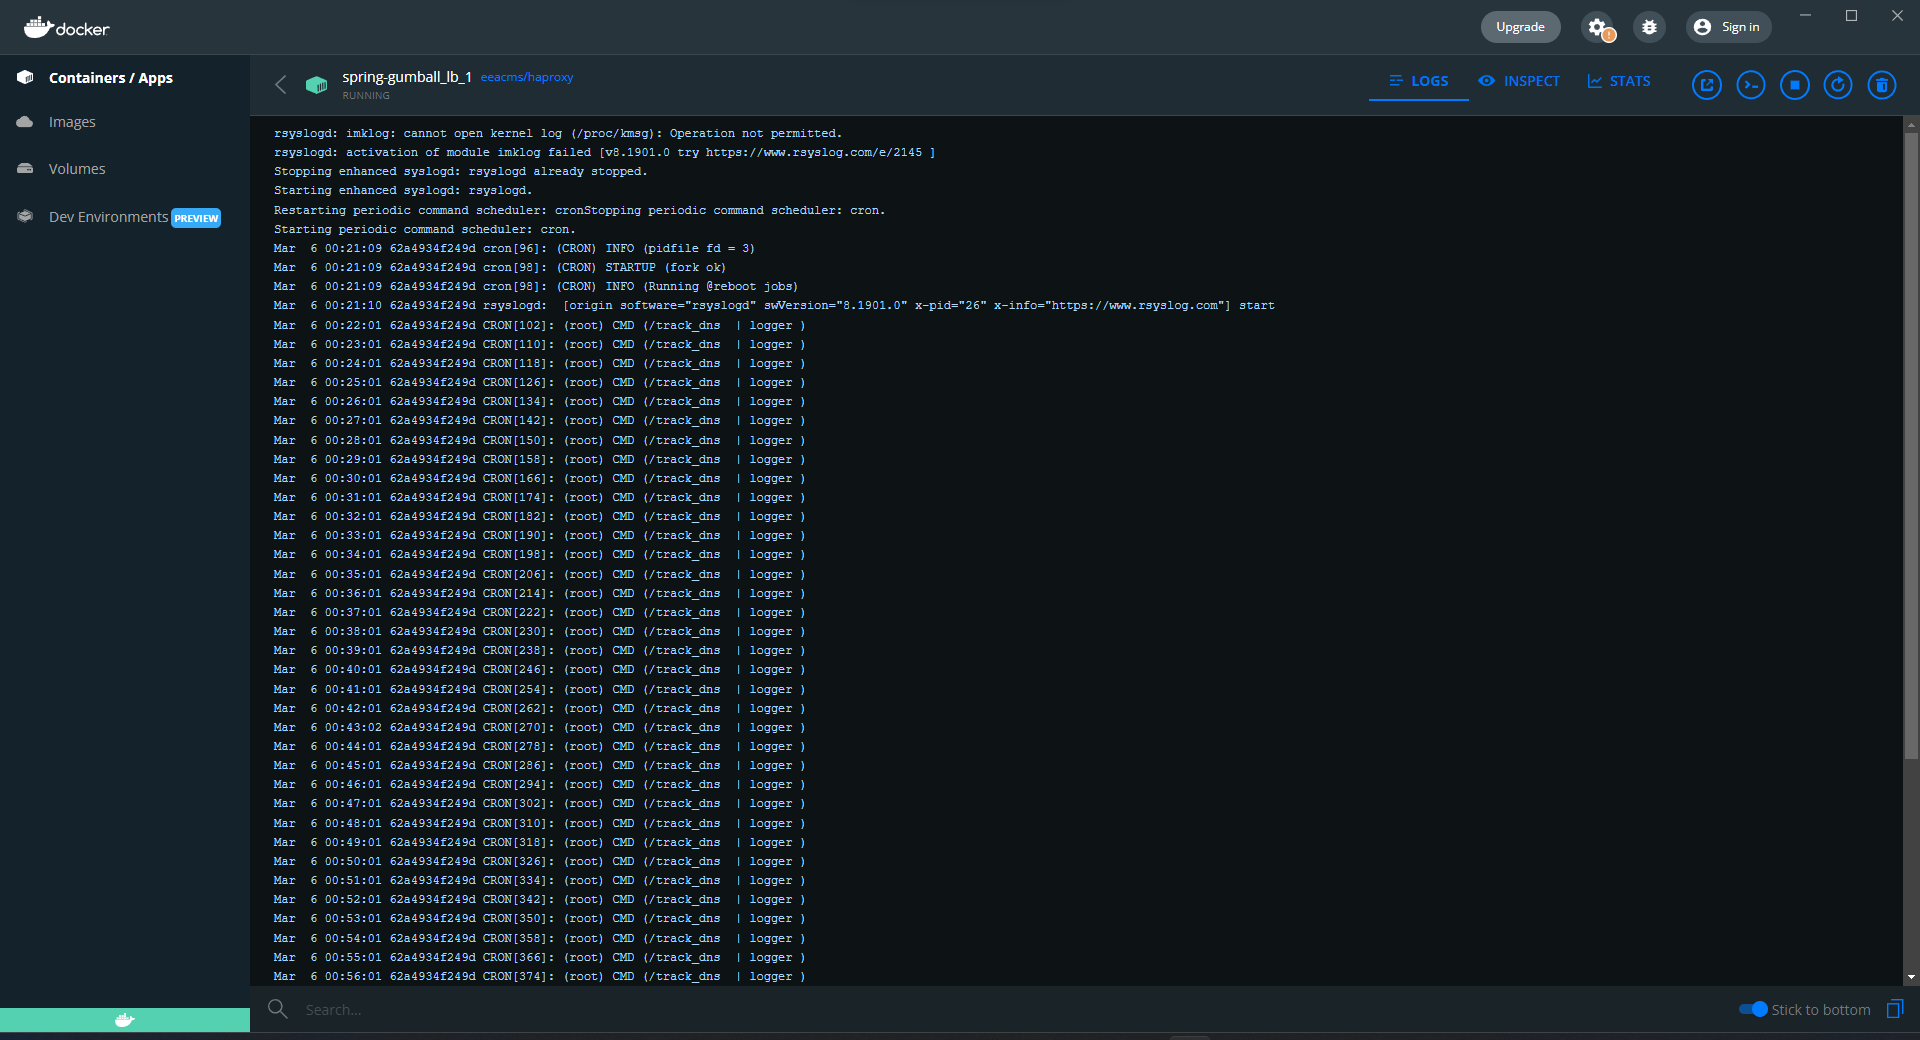 docker
Upgrade
Sign in
Containers / Apps
Images
Volumes
Dev Environments PREVIEW
spring-gumball_lb_1 eeacms/haproxy
RUNNING
LOGS
INSPECT
STATS
rsyslogd: imklog: cannot open kernel log (/proc/kmsg): Operation not permitted.
rsyslogd: activation of module imklog failed [v8.1901.0 try https://www.rsyslog.com/e/2145 ]
Stopping enhanced syslogd: rsyslogd already stopped.
Starting enhanced syslogd: rsyslogd.
Restarting periodic command scheduler: cronStopping periodic command scheduler: cron.
Starting periodic command scheduler: cron.
Mar  6 00:21:09 62a4934f249d cron[96]: (CRON) INFO (pidfile fd = 3)
Mar  6 00:21:09 62a4934f249d cron[98]: (CRON) STARTUP (fork ok)
Mar  6 00:21:09 62a4934f249d cron[98]: (CRON) INFO (Running @reboot jobs)
Mar  6 00:21:10 62a4934f249d rsyslogd:  [origin software="rsyslogd" swVersion="8.1901.0" x-pid="26" x-info="https://www.rsyslog.com"] start
Mar  6 00:22:01 62a4934f249d CRON[102]: (root) CMD (/track_dns  | logger )
Mar  6 00:23:01 62a4934f249d CRON[110]: (root) CMD (/track_dns  | logger )
Mar  6 00:24:01 62a4934f249d CRON[118]: (root) CMD (/track_dns  | logger )
Mar  6 00:25:01 62a4934f249d CRON[126]: (root) CMD (/track_dns  | logger )
Mar  6 00:26:01 62a4934f249d CRON[134]: (root) CMD (/track_dns  | logger )
Mar  6 00:27:01 62a4934f249d CRON[142]: (root) CMD (/track_dns  | logger )
Mar  6 00:28:01 62a4934f249d CRON[150]: (root) CMD (/track_dns  | logger )
Mar  6 00:29:01 62a4934f249d CRON[158]: (root) CMD (/track_dns  | logger )
Mar  6 00:30:01 62a4934f249d CRON[166]: (root) CMD (/track_dns  | logger )
Mar  6 00:31:01 62a4934f249d CRON[174]: (root) CMD (/track_dns  | logger )
Mar  6 00:32:01 62a4934f249d CRON[182]: (root) CMD (/track_dns  | logger )
Mar  6 00:33:01 62a4934f249d CRON[190]: (root) CMD (/track_dns  | logger )
Mar  6 00:34:01 62a4934f249d CRON[198]: (root) CMD (/track_dns  | logger )
Mar  6 00:35:01 62a4934f249d CRON[206]: (root) CMD (/track_dns  | logger )
Mar  6 00:36:01 62a4934f249d CRON[214]: (root) CMD (/track_dns  | logger )
Mar  6 00:37:01 62a4934f249d CRON[222]: (root) CMD (/track_dns  | logger )
Mar  6 00:38:01 62a4934f249d CRON[230]: (root) CMD (/track_dns  | logger )
Mar  6 00:39:01 62a4934f249d CRON[238]: (root) CMD (/track_dns  | logger )
Mar  6 00:40:01 62a4934f249d CRON[246]: (root) CMD (/track_dns  | logger )
Mar  6 00:41:01 62a4934f249d CRON[254]: (root) CMD (/track_dns  | logger )
Mar  6 00:42:01 62a4934f249d CRON[262]: (root) CMD (/track_dns  | logger )
Mar  6 00:43:02 62a4934f249d CRON[270]: (root) CMD (/track_dns  | logger )
Mar  6 00:44:01 62a4934f249d CRON[278]: (root) CMD (/track_dns  | logger )
Mar  6 00:45:01 62a4934f249d CRON[286]: (root) CMD (/track_dns  | logger )
Mar  6 00:46:01 62a4934f249d CRON[294]: (root) CMD (/track_dns  | logger )
Mar  6 00:47:01 62a4934f249d CRON[302]: (root) CMD (/track_dns  | logger )
Mar  6 00:48:01 62a4934f249d CRON[310]: (root) CMD (/track_dns  | logger )
Mar  6 00:49:01 62a4934f249d CRON[318]: (root) CMD (/track_dns  | logger )
Mar  6 00:50:01 62a4934f249d CRON[326]: (root) CMD (/track_dns  | logger )
Mar  6 00:51:01 62a4934f249d CRON[334]: (root) CMD (/track_dns  | logger )
Mar  6 00:52:01 62a4934f249d CRON[342]: (root) CMD (/track_dns  | logger )
Mar  6 00:53:01 62a4934f249d CRON[350]: (root) CMD (/track_dns  | logger )
Mar  6 00:54:01 62a4934f249d CRON[358]: (root) CMD (/track_dns  | logger )
Mar  6 00:55:01 62a4934f249d CRON[366]: (root) CMD (/track_dns  | logger )
Mar  6 00:56:01 62a4934f249d CRON[374]: (root) CMD (/track_dns  | logger )
Search...
Stick to bottom